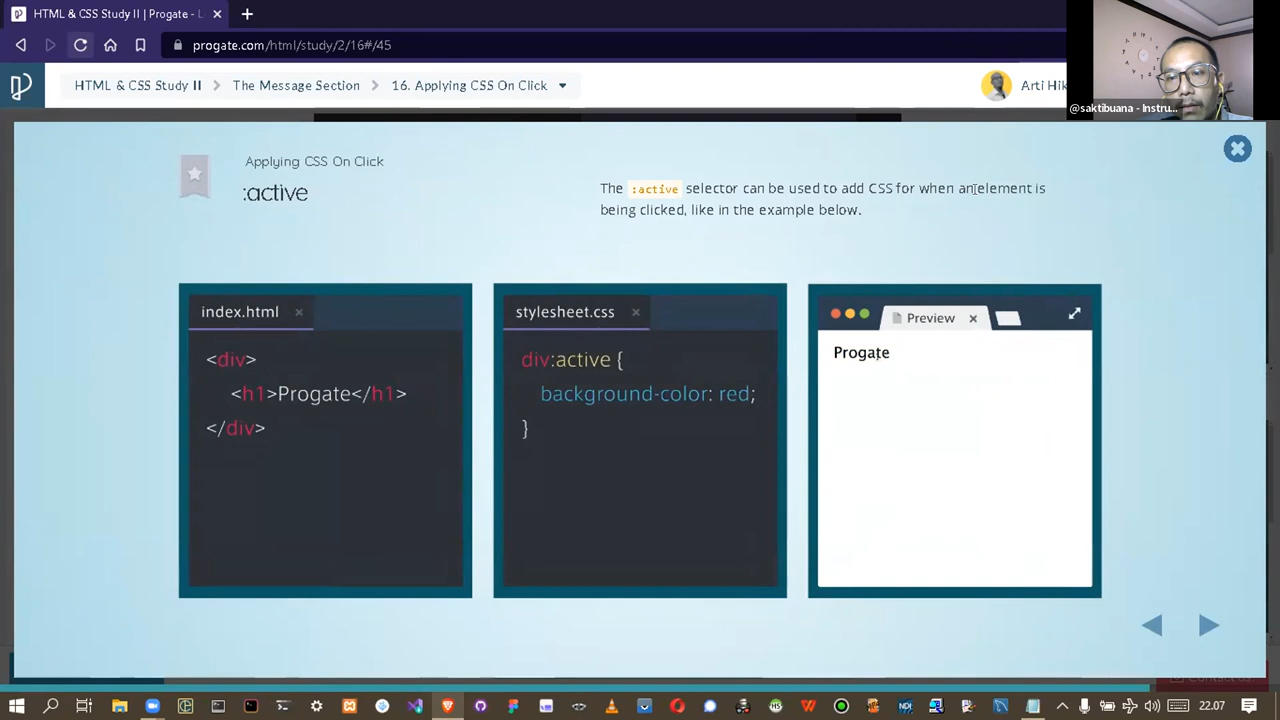 HTML & CSS Study II | Progate - L
progate.com/html/study/2/16#/45
HTML & CSS Study II
The Message Section
16. Applying CSS On Click
Arti Hik
@saktibuana - Instru...
Applying CSS On Click
:active
The :active selector can be used to add CSS for when an element is
being clicked, like in the example below.
index.html
<div>
<h1>Progate</h1>
</div>
stylesheet.css
div:active {
background-color: red;
}
Preview
Progate
Contact us
22.07